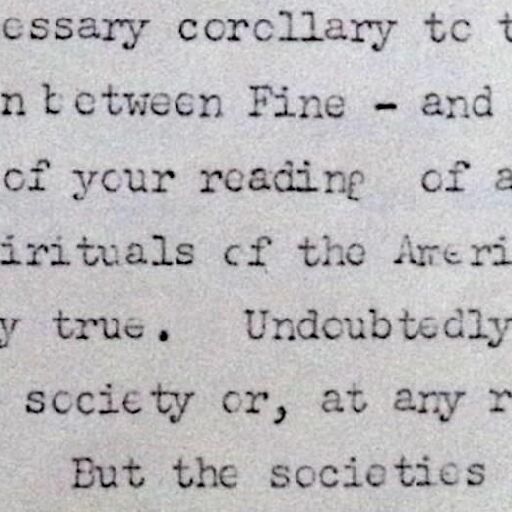 essary corollary to t
n between Fine - and
of your reading of a
irituals of the Ameri
y true. Undoubtedly
society or, at any r
But the societies